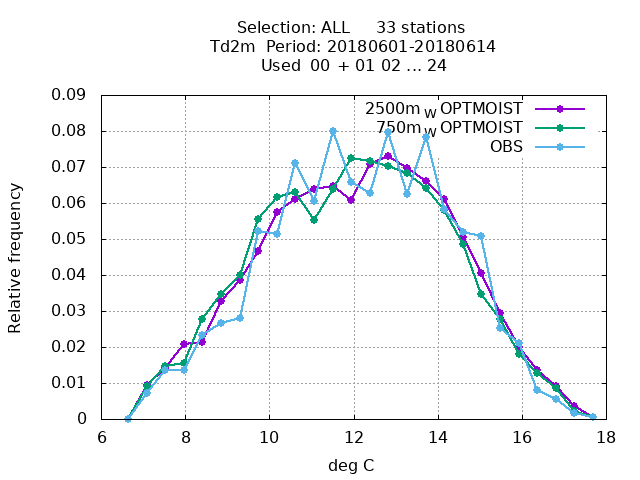 Selection: ALL     33 stations
Td2m  Period: 20180601-20180614
Used  00  + 01 02 ... 24
2500m_W OPTMOIST
750m_W OPTMOIST
OBS
Relative frequency
0.09
0.08
0.07
0.06
0.05
0.04
0.03
0.02
0.01
0
6 8 10 12 14 16 18
deg C